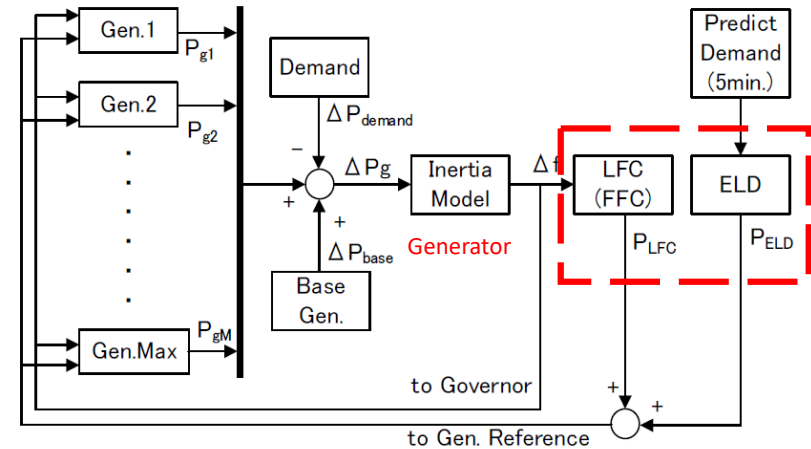 Gen.1
Pg1
Gen.2
Pg2
Gen.Max
PgM
Demand
ΔPdemand
−
+
+
ΔPg
ΔPbase
Base
Gen.
Inertia
Model
Generator
Δf
LFC
(FFC)
PLFC
Predict
Demand
(5min.)
ELD
PELD
+
+
to Governor
to Gen. Reference